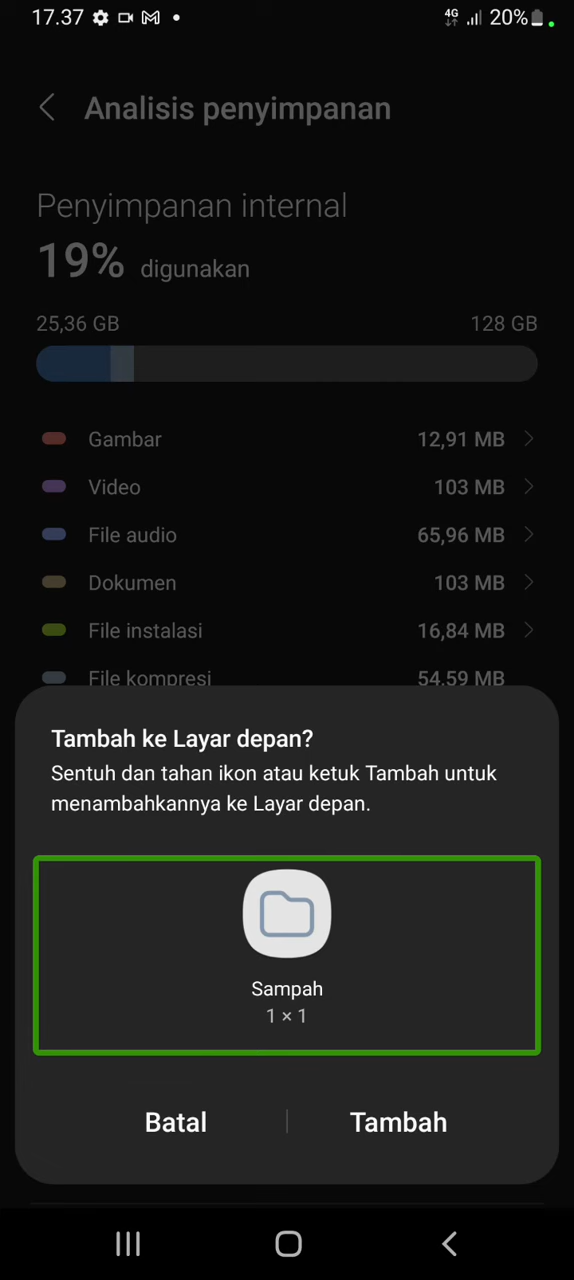 17.37
4G
20%
Analisis penyimpanan
Penyimpanan internal
19% digunakan
25,36 GB 128 GB
Gambar 12,91 MB
Video 103 MB
File audio 65,96 MB
Dokumen 103 MB
File instalasi 16,84 MB
File kompresi 54,59 MB
Tambah ke Layar depan?
Sentuh dan tahan ikon atau ketuk Tambah untuk
menambahkannya ke Layar depan.
Sampah
1 × 1
Batal Tambah